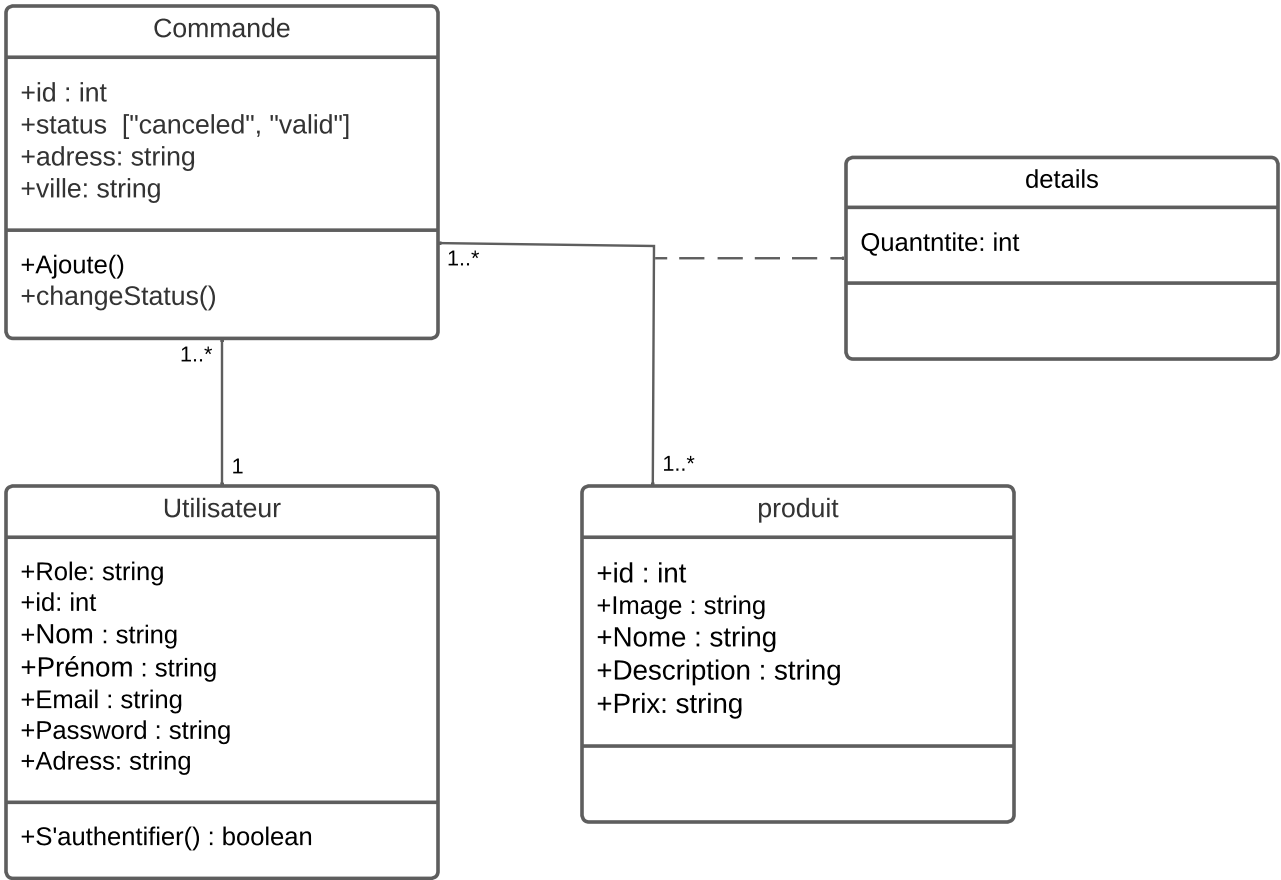 Commande
+id : int
+status  ["canceled", "valid"]
+adress: string
+ville: string
+Ajoute()
+changeStatus()
details
Quantntite: int
1..*
1..*
1
1..*
Utilisateur
+Role: string
+id: int
+Nom : string
+Prénom : string
+Email : string
+Password : string
+Adress: string
+S'authentifier() : boolean
produit
+id : int
+Image : string
+Nome : string
+Description : string
+Prix: string